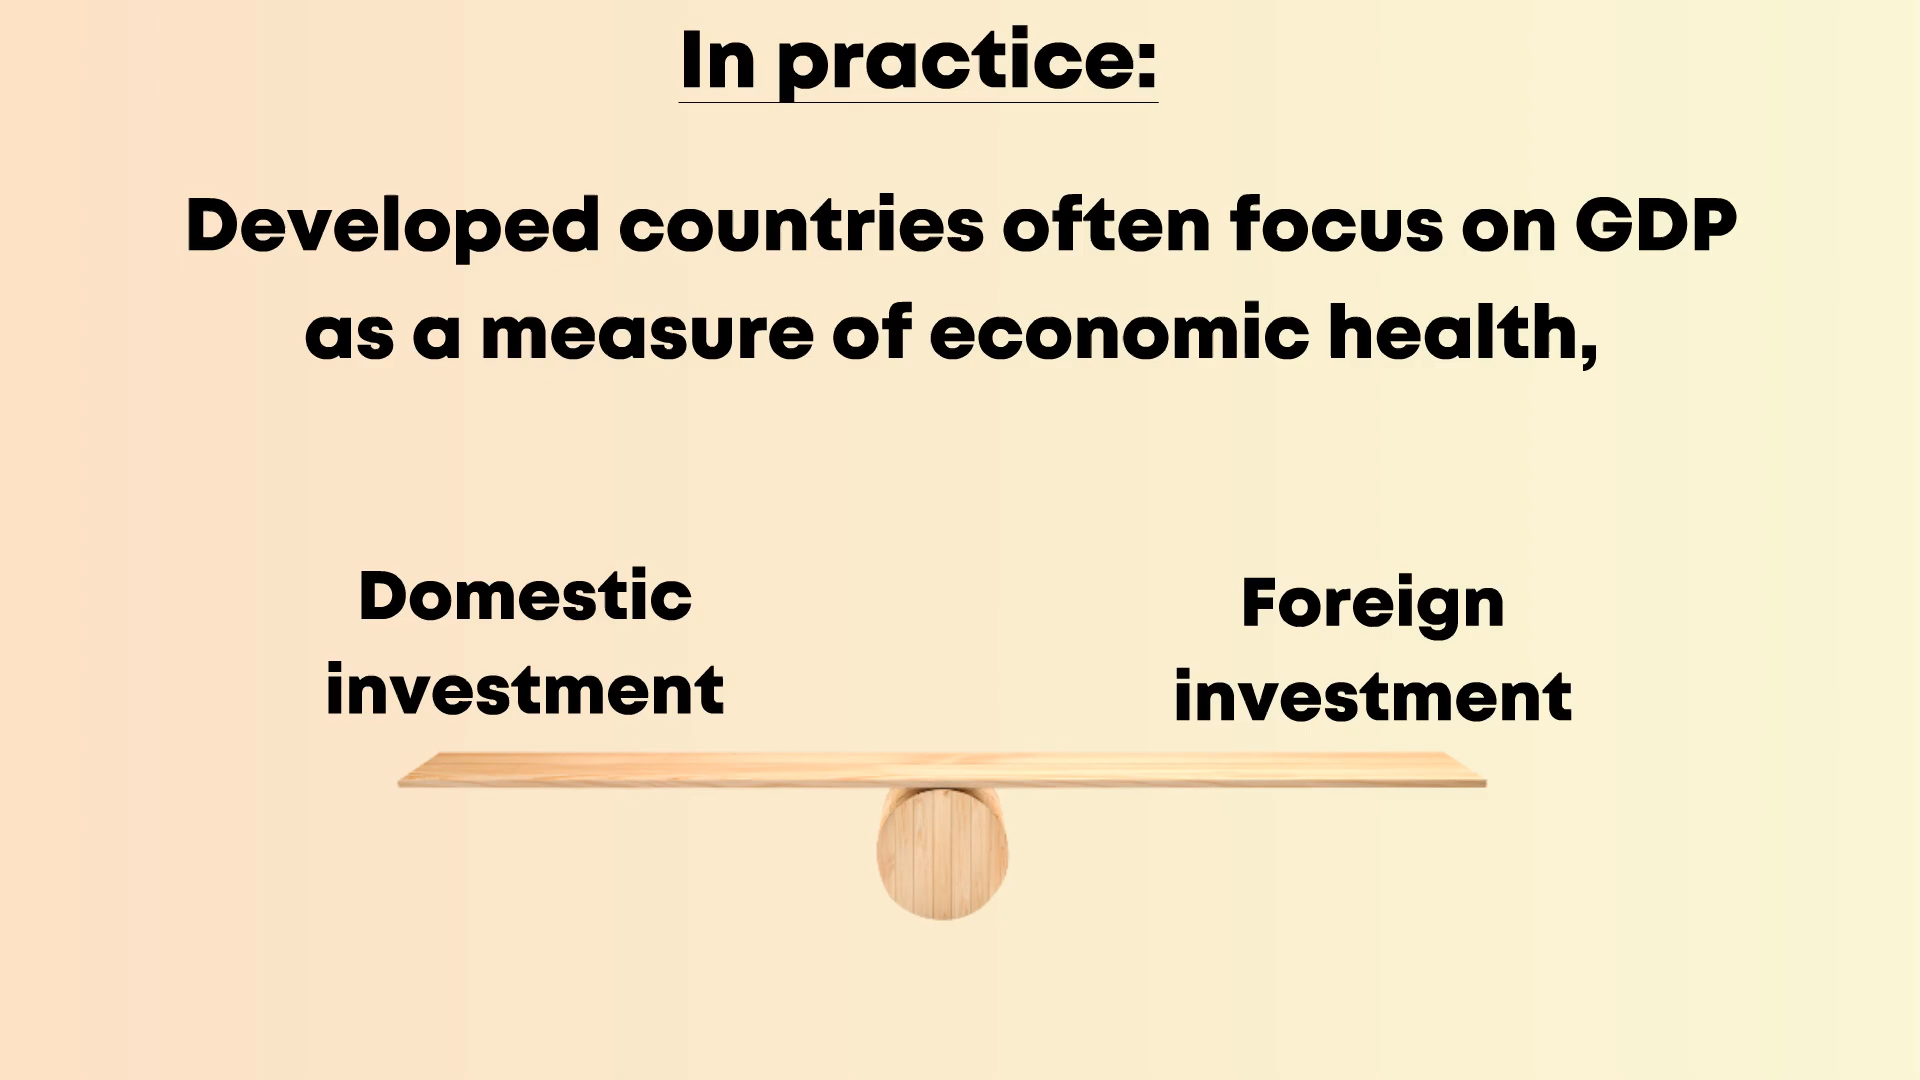 In practice:
Developed countries often focus on GDP
as a measure of economic health,
Domestic
investment
Foreign
investment